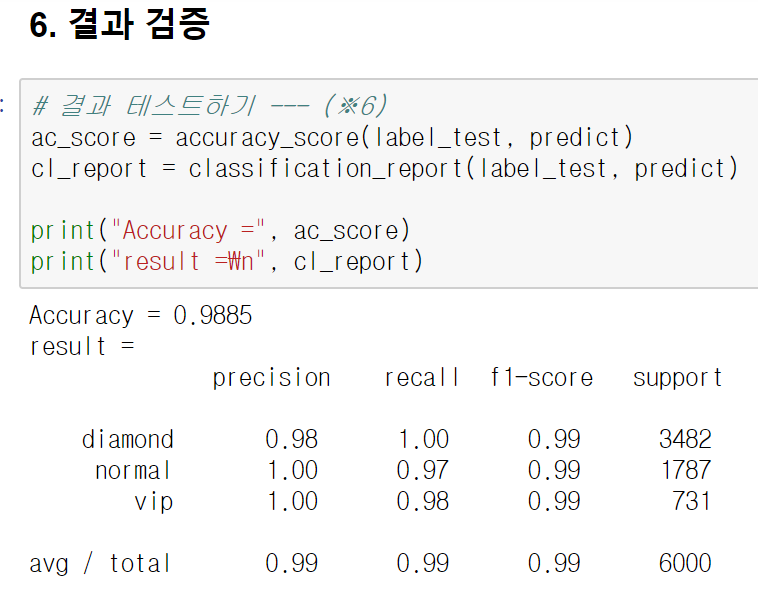 6. 결과 검증
:
# 결과 테스트하기 --- (※6)
ac_score = accuracy_score(label_test, predict)
cl_report = classification_report(label_test, predict)
print("Accuracy =", ac_score)
print("result =₩n", cl_report)
Accuracy = 0.9885
result =
precision recall f1-score support
diamond 0.98 1.00 0.99 3482
normal 1.00 0.97 0.99 1787
vip 1.00 0.98 0.99 731
avg / total 0.99 0.99 0.99 6000